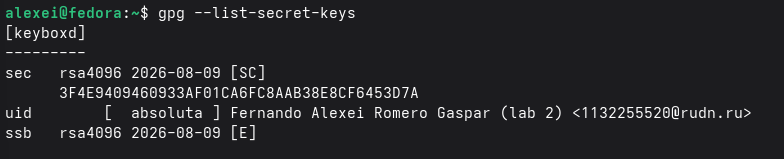 alexei@fedora:~$ gpg --list-secret-keys
[keyboxd]
---------
sec   rsa4096 2026-08-09 [SC]
      3F4E9409460933AF01CA6FC8AAB38E8CF6453D7A
uid           [  absoluta ] Fernando Alexei Romero Gaspar (lab 2) <1132255520@rudn.ru>
ssb   rsa4096 2026-08-09 [E]